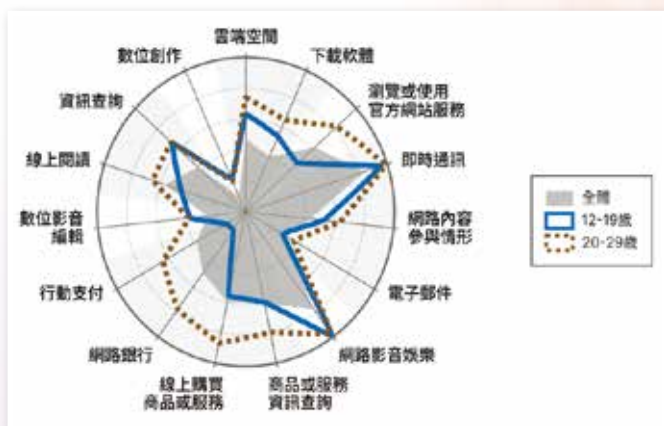 雲端空間
下載軟體
瀏覽或使用
官方網站服務
即時通訊
網路內容
參與情形
電子郵件
網路影音娛樂
商品或服務
資訊查詢
線上購買
商品或服務
網路銀行
行動支付
數位影音
編輯
線上閱讀
資訊查詢
數位創作
全體
12-19歲
20-29歲